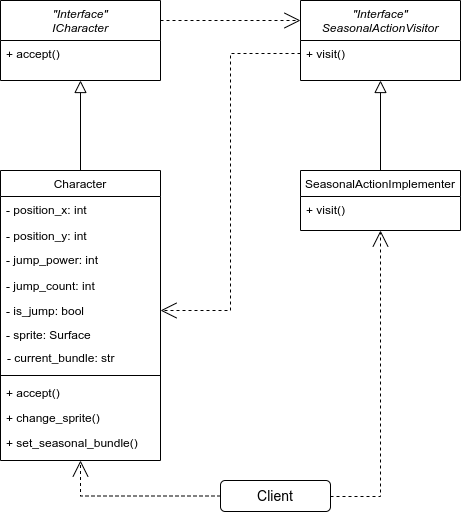 "Interface"
ICharacter
+ accept()
"Interface"
SeasonalActionVisitor
+ visit()
Character
- position_x: int
- position_y: int
- jump_power: int
- jump_count: int
- is_jump: bool
- sprite: Surface
- current_bundle: str
+ accept()
+ change_sprite()
+ set_seasonal_bundle()
SeasonalActionImplementer
+ visit()
Client